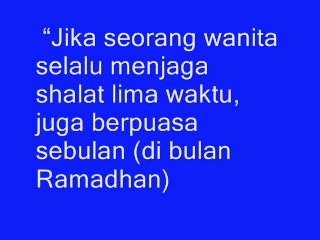 “Jika seorang wanita
selalu menjaga
shalat lima waktu,
juga berpuasa
sebulan (di bulan
Ramadhan)